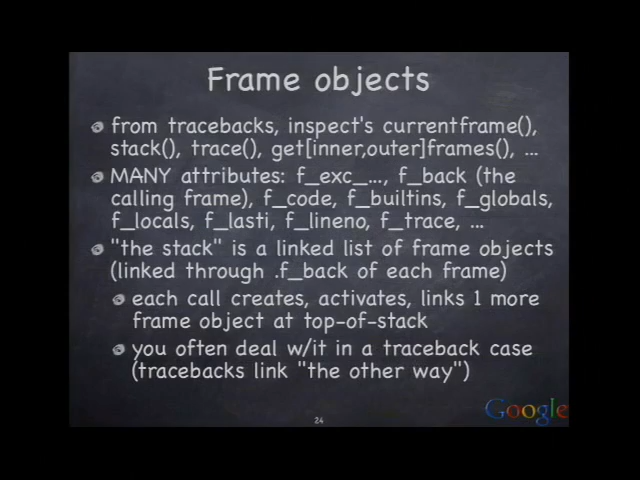 Frame objects
from tracebacks, inspect's currentframe(),
stack(), trace(), get[inner,outer]frames(), ...
MANY attributes: f_exc_..., f_back (the
calling frame), f_code, f_builtins, f_globals,
f_locals, f_lasti, f_lineno, f_trace, ...
"the stack" is a linked list of frame objects
(linked through .f_back of each frame)
each call creates, activates, links 1 more
frame object at top-of-stack
you often deal w/it in a traceback case
(tracebacks link "the other way")
Google
24